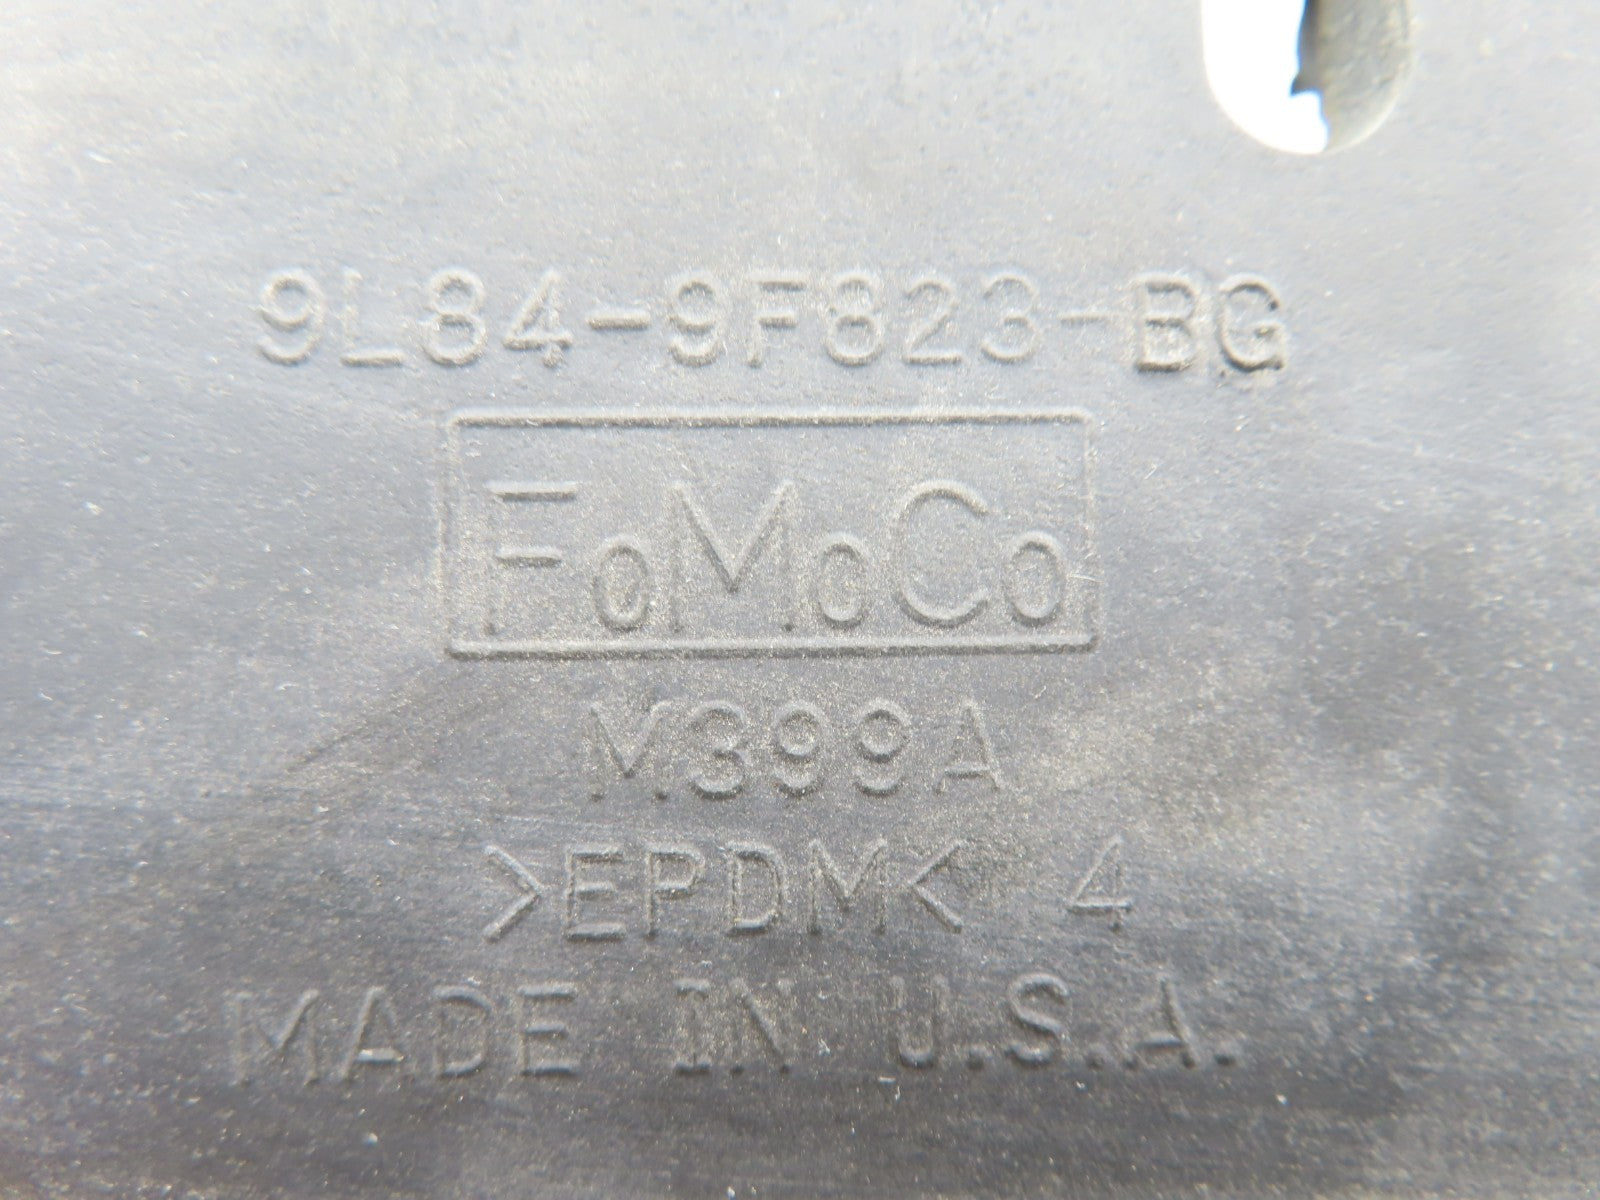 9L84-9F823-BG
FoMoCo
M399A
>EPDM< 4
MADE IN U.S.A.